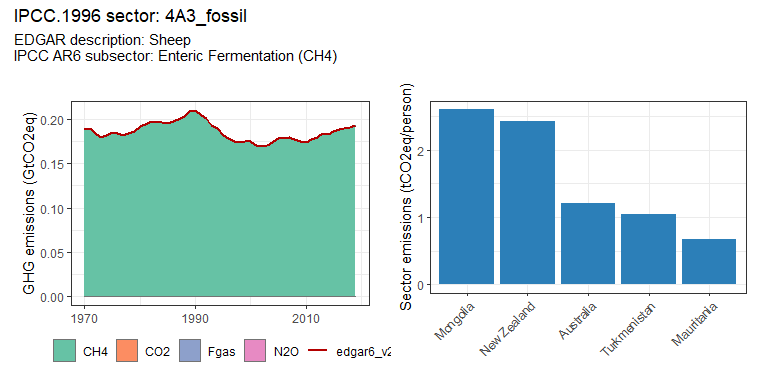 IPCC.1996 sector: 4A3_fossil
EDGAR description: Sheep
IPCC AR6 subsector: Enteric Fermentation (CH4)
GHG emissions (GtCO2eq)
0.20
0.15
0.10
0.05
0.00
1970
1990
2010
CH4 CO2 Fgas N2O edgar6_v2
Sector emissions (tCO2eq/person)
2
1
0
Mongolia
New Zealand
Australia
Turkmenistan
Mauritania